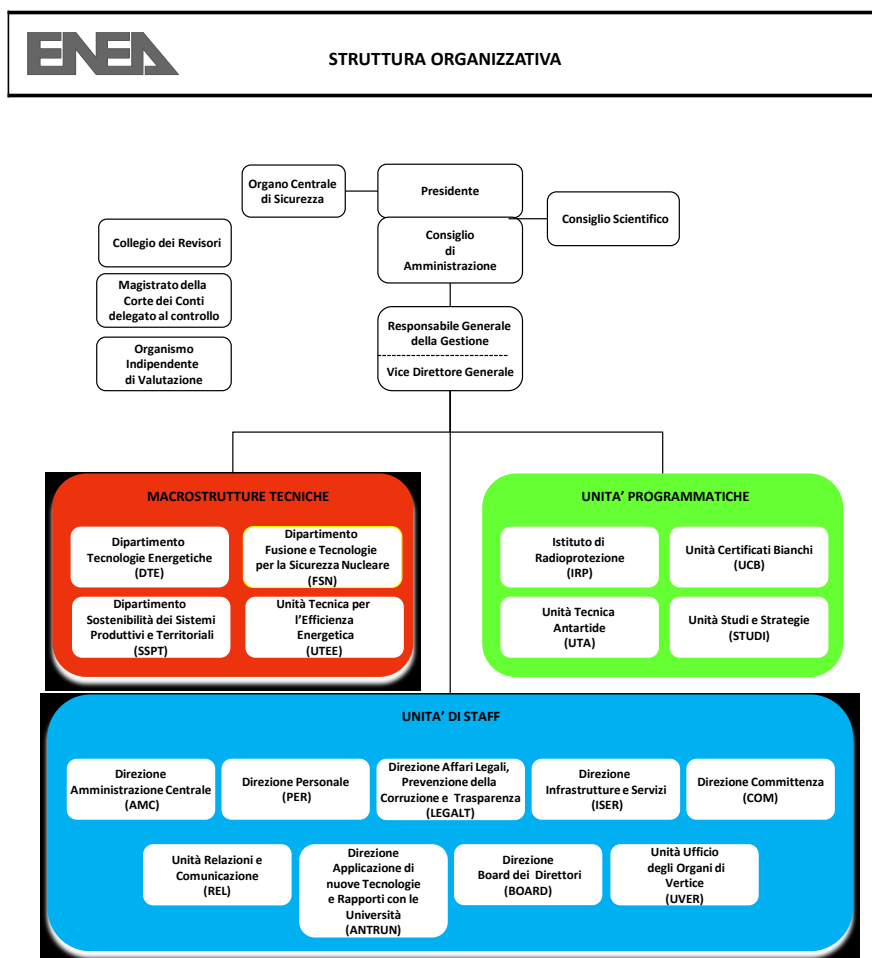 ENEA
STRUTTURA ORGANIZZATIVA
Organo Centrale
di Sicurezza
Presidente
Consiglio Scientifico
Collegio dei Revisori
Consiglio
di
Amministrazione
Magistrato della
Corte dei Conti
delegato al controllo
Organismo
Indipendente
di Valutazione
Responsabile Generale
della Gestione
Vice Direttore Generale
MACROSTRUTTURE TECNICHE
Dipartimento
Tecnologie Energetiche
(DTE)
Dipartimento
Fusione e Tecnologie
per la Sicurezza Nucleare
(FSN)
Dipartimento
Sostenibilità dei Sistemi
Produttivi e Territoriali
(SSPT)
Unità Tecnica per
l'Efficienza
Energetica
(UTEE)
UNITA' PROGRAMMATICHE
Istituto di
Radioprotezione
(IRP)
Unità Certificati Bianchi
(UCB)
Unità Tecnica
Antartide
(UTA)
Unità Studi e Strategie
(STUDI)
UNITA' DI STAFF
Direzione
Amministrazione Centrale
(AMC)
Direzione Personale
(PER)
Direzione Affari Legali,
Prevenzione della
Corruzione e Trasparenza
(LEGALT)
Direzione
Infrastrutture e Servizi
(ISER)
Direzione Committenza
(COM)
Unità Relazioni e
Comunicazione
(REL)
Direzione
Applicazione di
nuove Tecnologie
e Rapporti con le
Università
(ANTRUN)
Direzione
Board dei Direttori
(BOARD)
Unità Ufficio
degli Organi di
Vertice
(UVER)